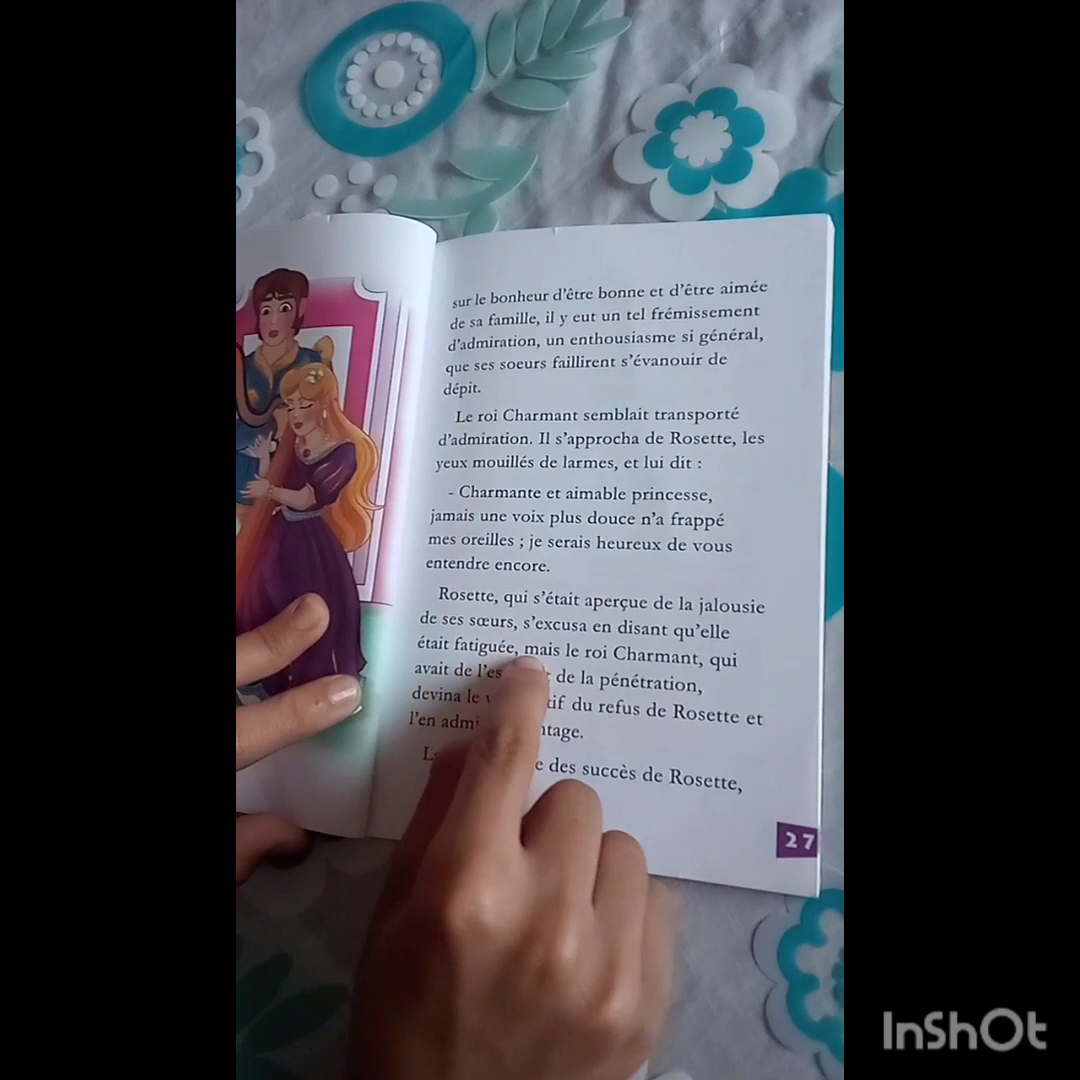 sur le bonheur d'être bonne et d'être aimée
de sa famille, il y eut un tel frémissement
d'admiration, un enthousiasme si général,
que ses soeurs faillirent s'évanouir de
dépit.
Le roi Charmant semblait transporté
d'admiration. Il s'approcha de Rosette, les
yeux mouillés de larmes, et lui dit :
- Charmante et aimable princesse,
jamais une voix plus douce n'a frappé
mes oreilles ; je serais heureux de vous
entendre encore.
Rosette, qui s'était aperçue de la jalousie
de ses sœurs, s'excusa en disant qu'elle
était fatiguée, mais le roi Charmant, qui
avait de de la pénétration,
devina le du refus de Rosette et
l'en
des succès de Rosette,
27
InShOt